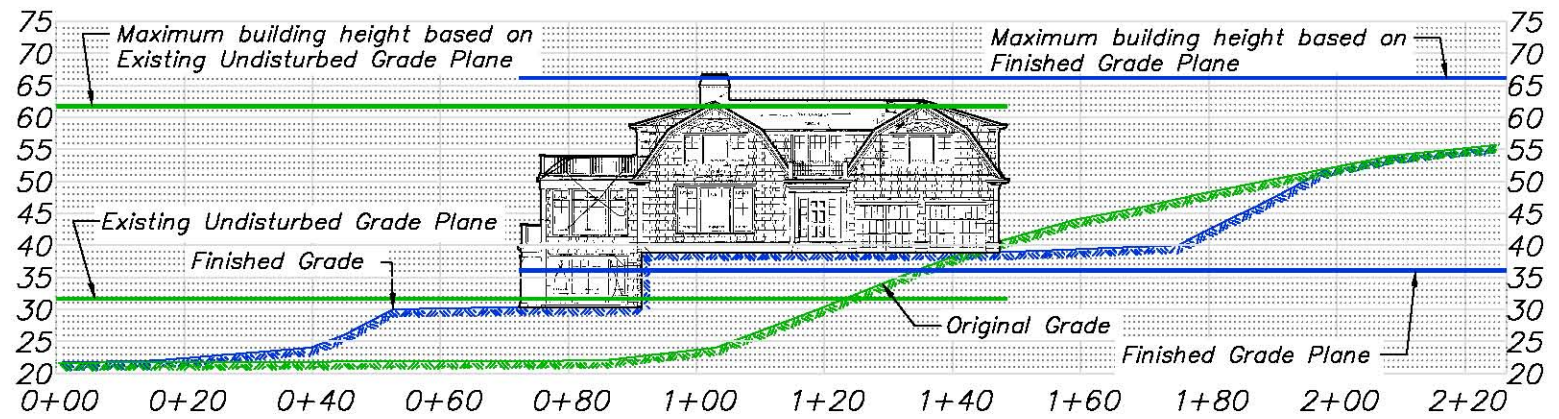 75
70
65
60
55
50
45
40
35
30
25
20
Maximum building height based on
Existing Undisturbed Grade Plane
Maximum building height based on
Finished Grade Plane
Existing Undisturbed Grade Plane
Finished Grade
Original Grade
Finished Grade Plane
75
70
65
60
55
50
45
40
35
30
25
20
0+00 0+20 0+40 0+60 0+80 1+00 1+20 1+40 1+60 1+80 2+00 2+20